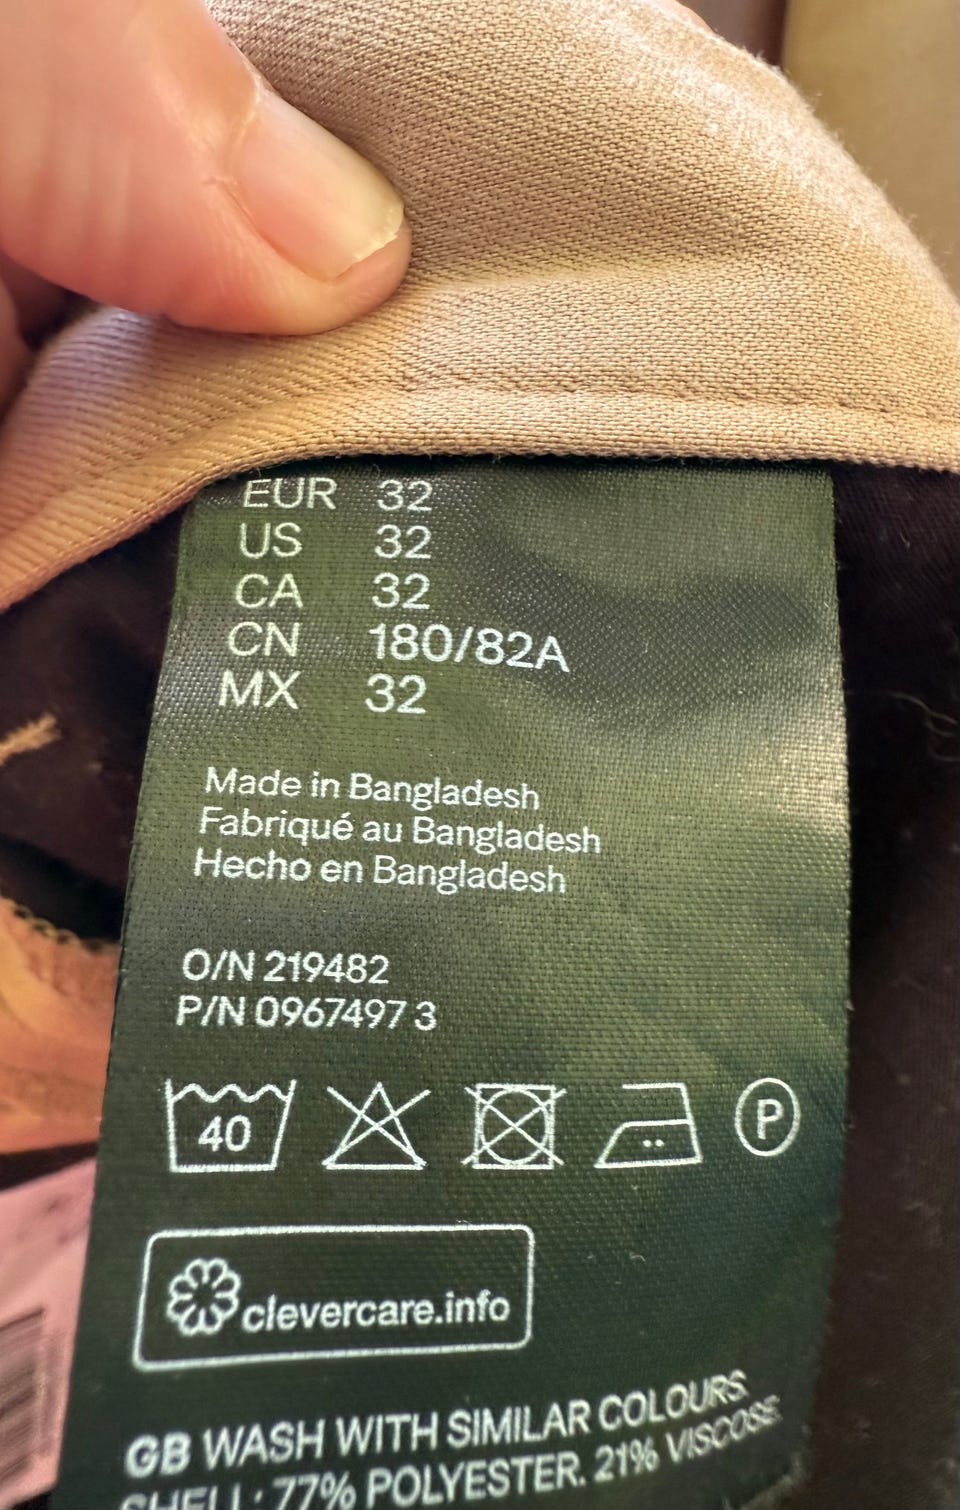 EUR 32
US 32
CA 32
CN 180/82A
MX 32
Made in Bangladesh
Fabriqué au Bangladesh
Hecho en Bangladesh
O/N 219482
P/N 0967497 3
40
P
clevercare.info
GB WASH WITH SIMILAR COLOURS.
SHELL: 77% POLYESTER. 21% VISCOSE.